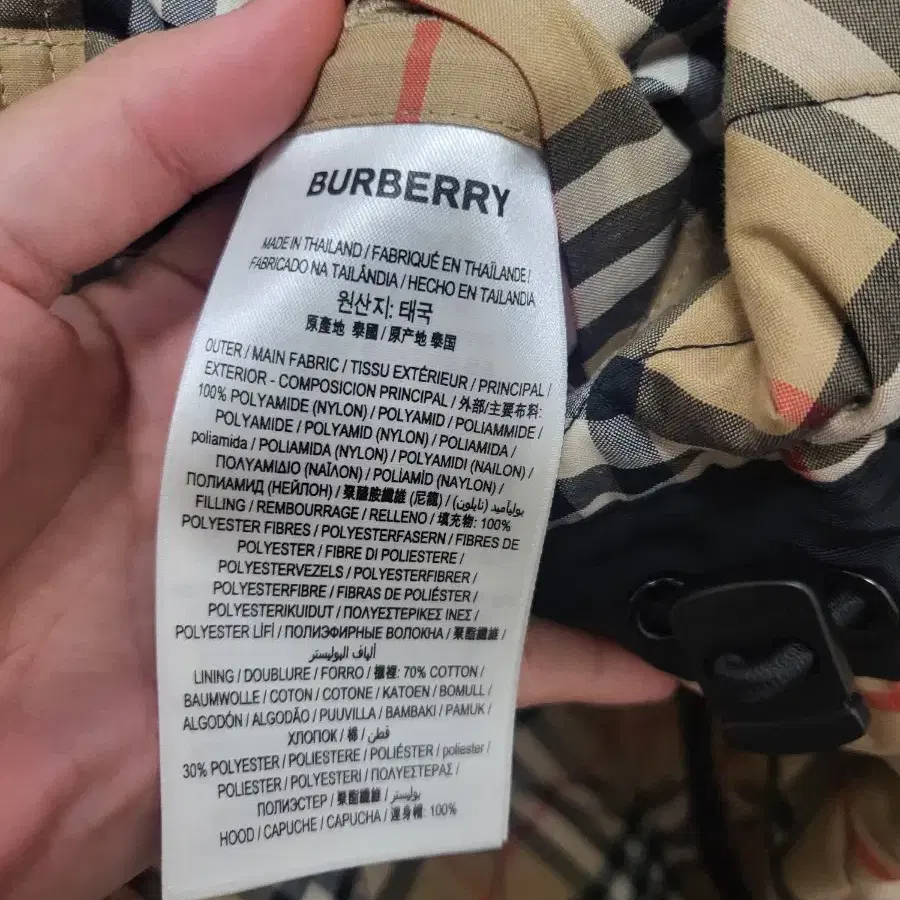 BURBERRY
MADE IN THAILAND / FABRIQUÉ EN THAÏLANDE /
FABRICADO NA TAILÂNDIA / HECHO EN TAILANDIA
원산지: 태국
原產地 泰國 / 原产地 泰国
OUTER / MAIN FABRIC / TISSU EXTÉRIEUR / PRINCIPAL /
EXTERIOR - COMPOSICION PRINCIPAL / 外部/主要布料:
100% POLYAMIDE (NYLON) / POLYAMID / POLIAMMIDE /
POLYAMIDE / POLYAMID (NYLON) / POLIAMIDA /
poliamida / POLIAMIDA (NYLON) / POLYAMIDI (NAILON) /
ΠΟΛΥΑΜΙΔΙΟ (ΝΑΪΛΟΝ) / POLİAMİD (NAYLON) /
ПОЛИАМИД (НЕЙЛОН) / 聚醯胺纖維 (尼龍) / بوليأميد (نايلون) /
FILLING / REMBOURRAGE / RELLENO / 填充物: 100%
POLYESTER FIBRES / POLYESTERFASERN / FIBRES DE
POLYESTER / FIBRE DI POLIESTERE /
POLYESTERVEZELS / POLYESTERFIBRER /
POLYESTERFIBRE / FIBRAS DE POLIÉSTER /
POLYESTERIKUIDUT / ΠΟΛΥΕΣΤΕΡΙΚΕΣ ΙΝΕΣ /
POLYESTER LİFİ / ПОЛИЭФИРНЫЕ ВОЛОКНА / 聚酯纖維 /
ألياف البوليستر
LINING / DOUBLURE / FORRO / 襯裡: 70% COTTON /
BAUMWOLLE / COTON / COTONE / KATOEN / BOMULL /
ALGODÓN / ALGODÃO / PUUVILLA / ΒΑΜΒΑΚΙ / PAMUK /
ХЛОПОК / 棉 / قطن /
30% POLYESTER / POLIESTERE / POLIÉSTER / poliester /
POLIESTER / POLYESTERI / ΠΟΛΥΕΣΤΕΡΑΣ /
ПОЛИЭСТЕР / 聚酯纖維 / بوليستر /
HOOD / CAPUCHE / CAPUCHA / 連身帽: 100%